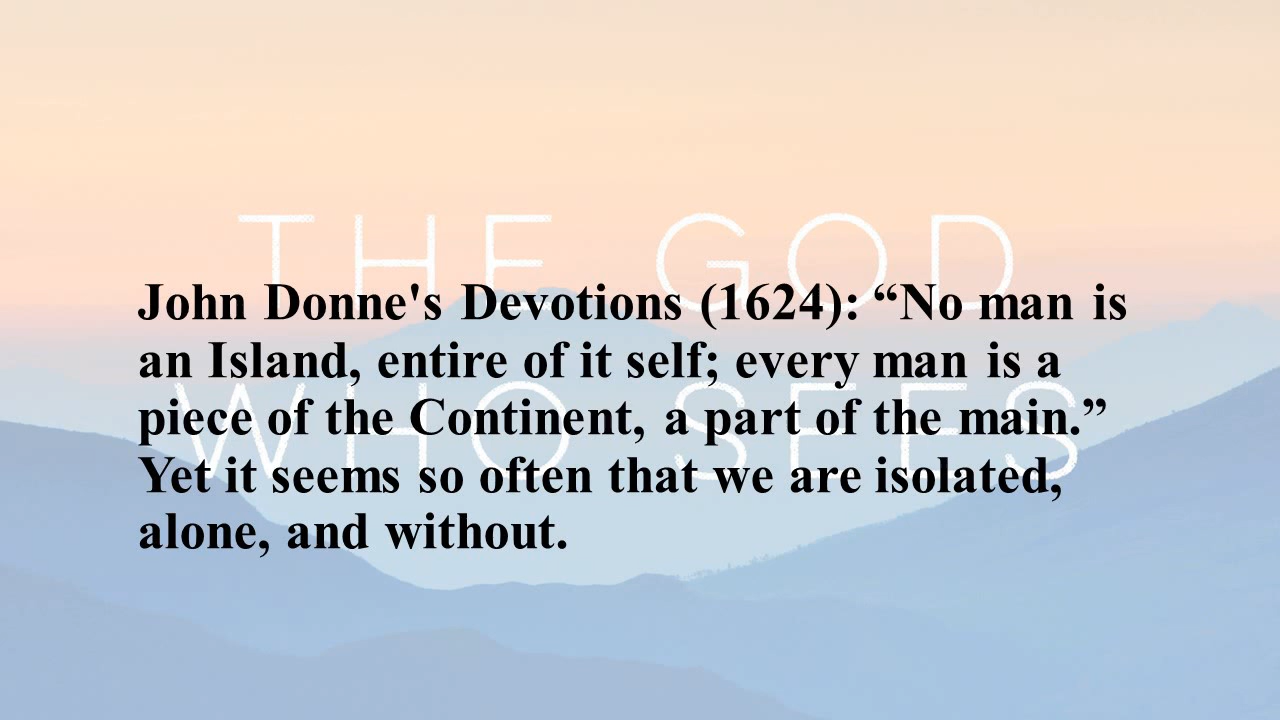 THE GOD
John Donne's Devotions (1624): “No man is
an Island, entire of it self; every man is a
WHO SEES
piece of the Continent, a part of the main.”
Yet it seems so often that we are isolated,
alone, and without.